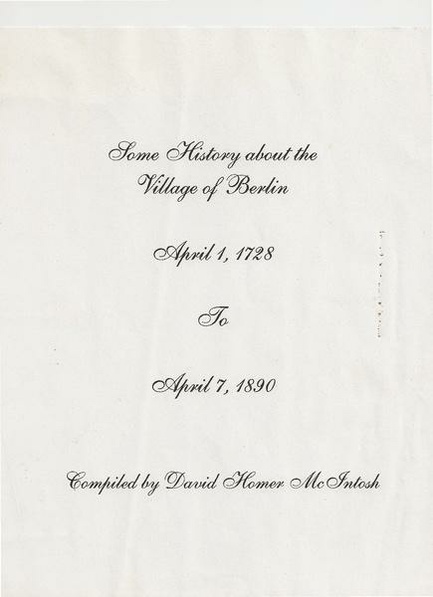 Some History about the
Village of Berlin
April 1, 1728
To
April 7, 1890
Compiled by David Homer McIntosh